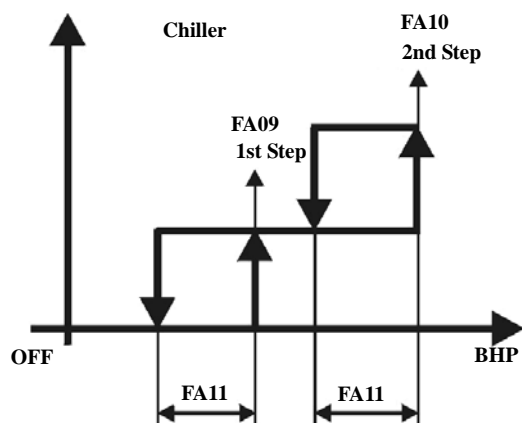 Chiller
FA10
2nd Step
FA09
1st Step
OFF
BHP
FA11
FA11